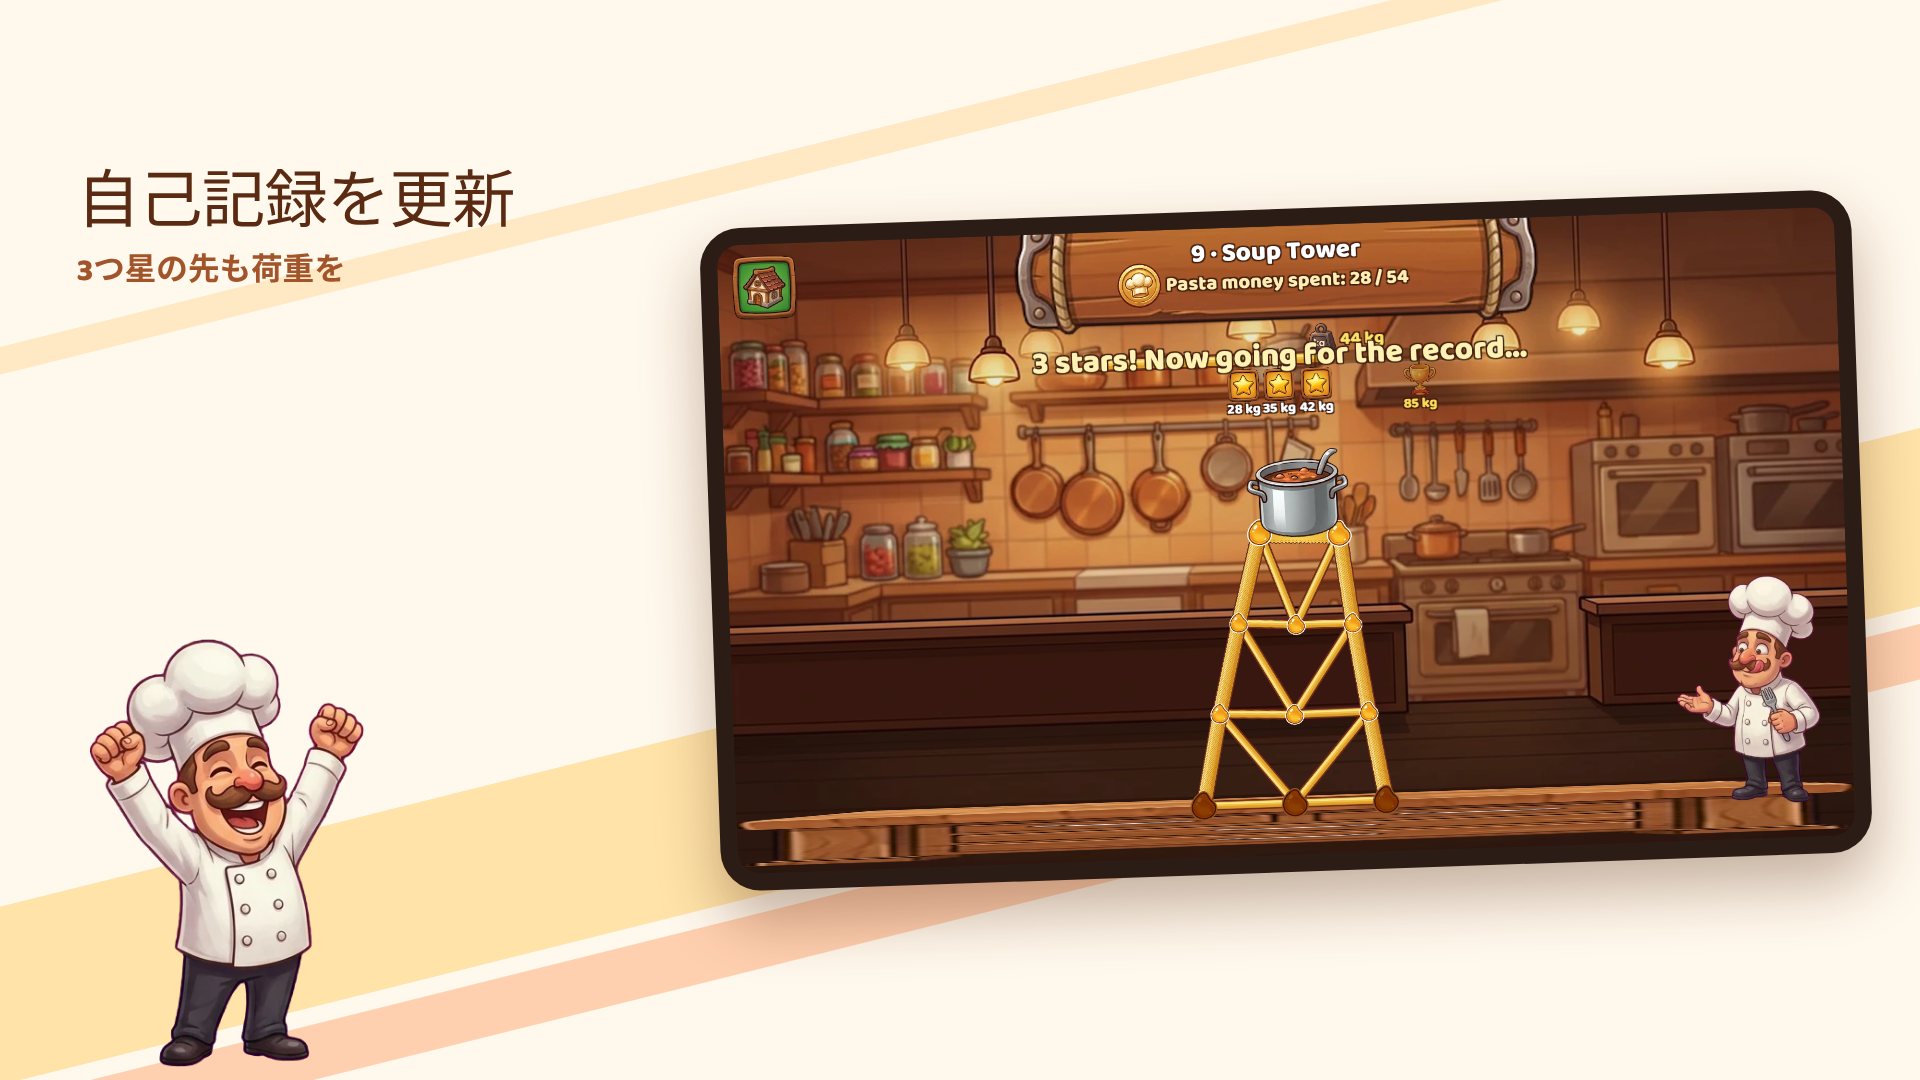 自己記録を更新
3つ星の先も荷重を
9・Soup Tower
Pasta money spent: 28 / 54
44 kg
3 stars! Now going for the record...
28 kg 35 kg 42 kg
85 kg